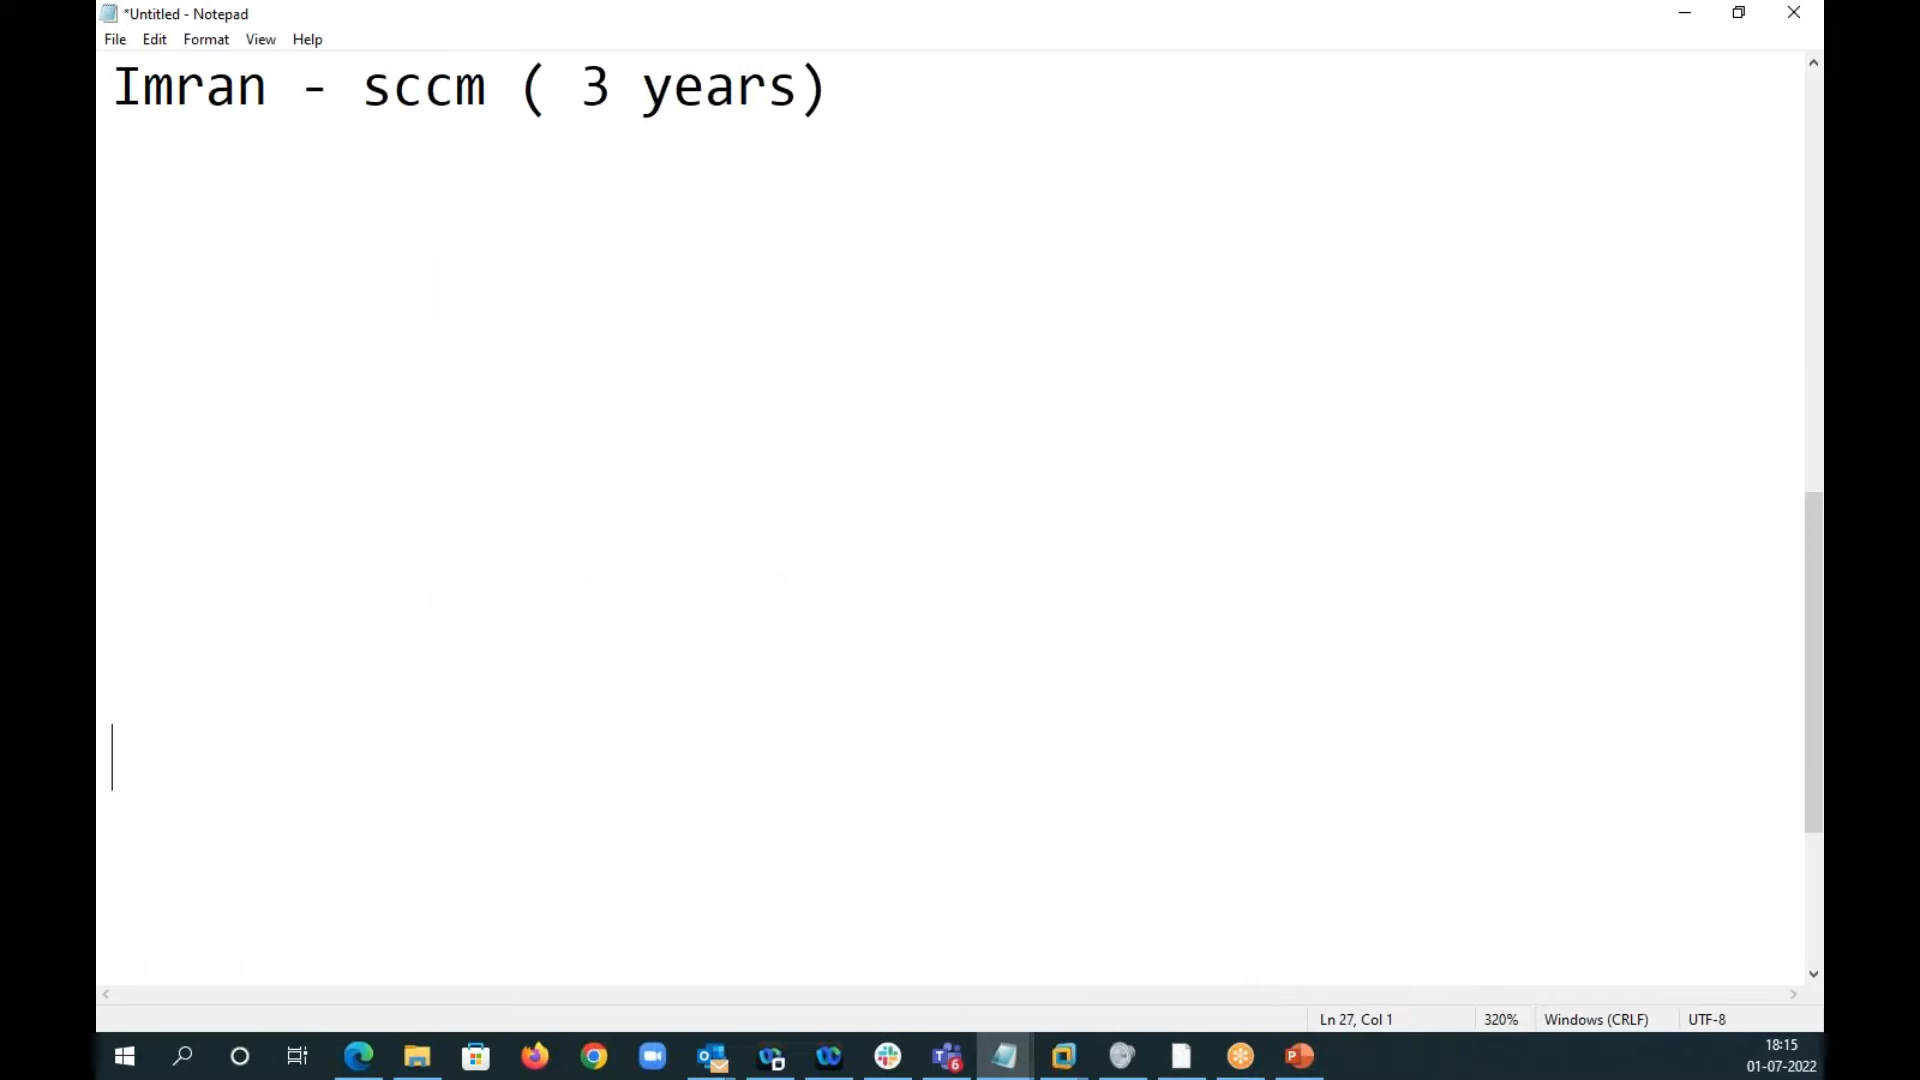 *Untitled - Notepad
File Edit Format View Help
Imran - sccm ( 3 years)
Ln 27, Col 1 320% Windows (CRLF) UTF-8
18:15
01-07-2022